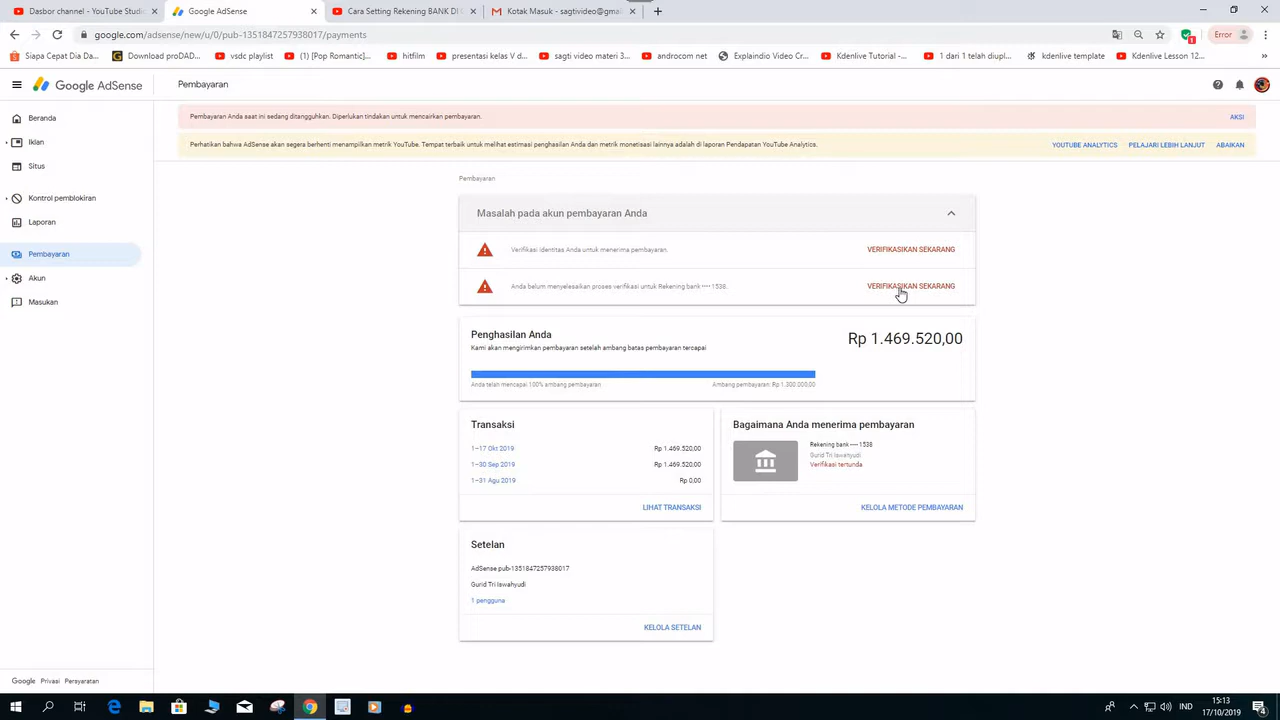 Dasbor channel - YouTube Studio
Google AdSense
Cara Setting Rekening BANK DI G
Kotak Masuk - sagtivideo@gmai
google.com/adsense/new/u/0/pub-1351847257938017/payments
Error
Siapa Cepat Dia Da...
Download proDAD...
vsdc playlist
[Pop Romantic]...
hitfilm
presentasi kelas V d...
sagti video materi 3...
androcom net
Explaindio Video Cr...
Kdenlive Tutorial -...
1 dari 1 telah diuplo...
kdenlive template
Kdenlive Lesson 12...
Google AdSense
Pembayaran
Beranda
Iklan
Situs
Kontrol pemblokiran
Laporan
Pembayaran
Akun
Masukan
Pembayaran Anda saat ini sedang ditangguhkan. Diperlukan tindakan untuk mencairkan pembayaran.
AKSI
Perhatikan bahwa AdSense akan segera berhenti menampilkan metrik YouTube. Tempat terbaik untuk melihat estimasi penghasilan Anda dan metrik monetisasi lainnya adalah di laporan Pendapatan YouTube Analytics.
YOUTUBE ANALYTICS
PELAJARI LEBIH LANJUT
ABAIKAN
Pembayaran
Masalah pada akun pembayaran Anda
Verifikasi identitas Anda untuk menerima pembayaran.
VERIFIKASIKAN SEKARANG
Anda belum menyelesaikan proses verifikasi untuk Rekening bank •••• 1538.
VERIFIKASIKAN SEKARANG
Penghasilan Anda
Rp 1.469.520,00
Kami akan mengirimkan pembayaran setelah ambang batas pembayaran tercapai
Anda telah mencapai 100% ambang pembayaran
Ambang pembayaran: Rp 1.300.000,00
Transaksi
1–17 Okt 2019 Rp 1.469.520,00
1–30 Sep 2019 Rp 1.469.520,00
1–31 Agu 2019 Rp 0,00
LIHAT TRANSAKSI
Bagaimana Anda menerima pembayaran
Rekening bank •••• 1538
Gurid Tri Iswahyudi
Verifikasi tertunda
KELOLA METODE PEMBAYARAN
Setelan
AdSense pub-1351847257938017
Gurid Tri Iswahyudi
1 pengguna
KELOLA SETELAN
Google Privasi Persyaratan
IND
15:13
17/10/2019
4